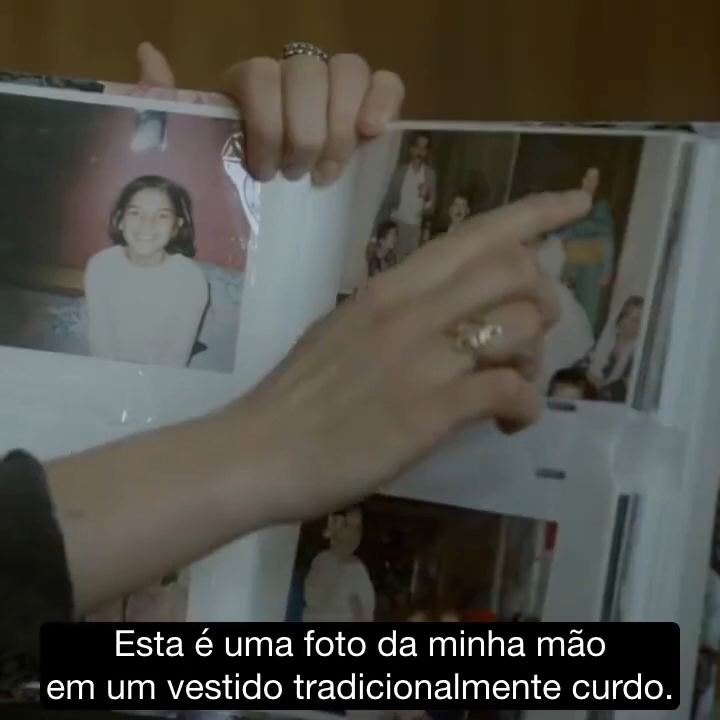 Esta é uma foto da minha mão
em um vestido tradicionalmente curdo.